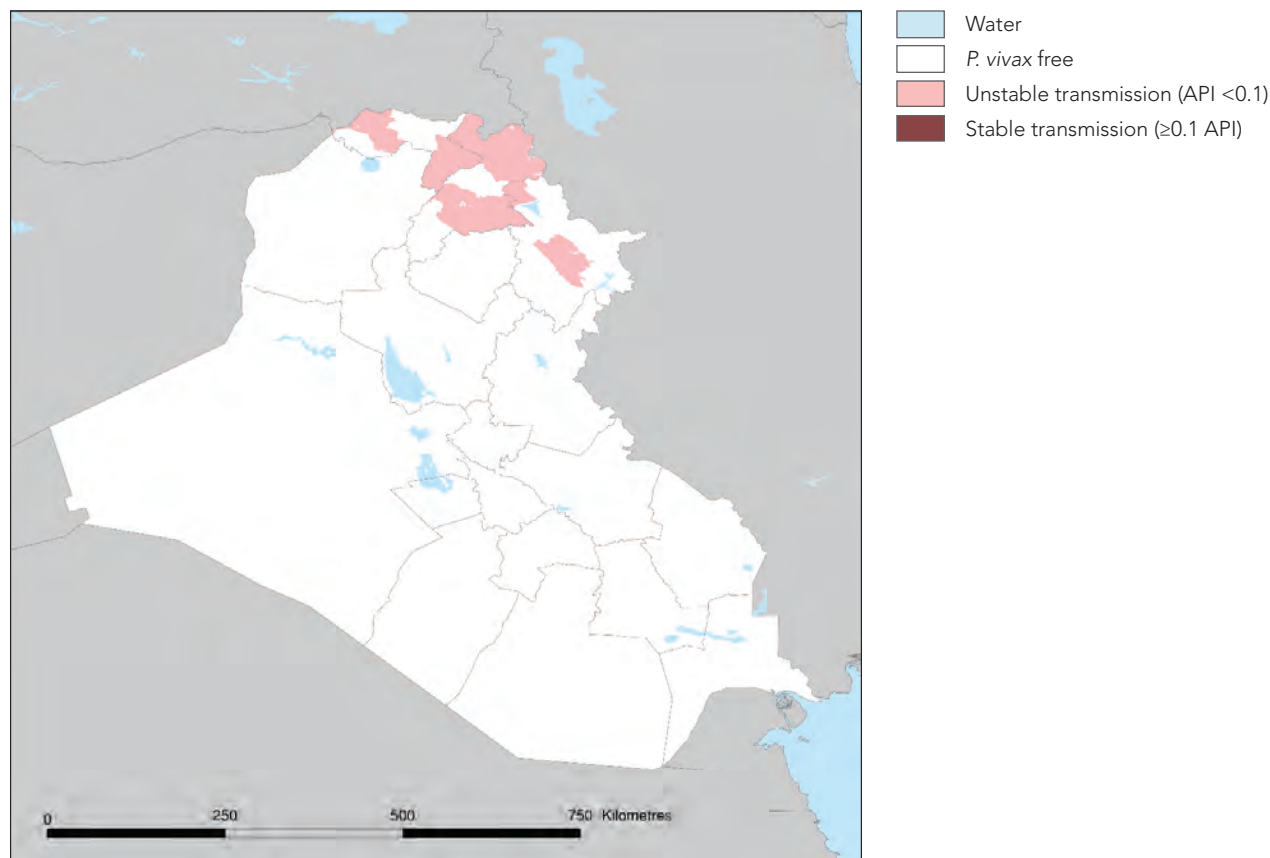 Water
P. vivax free
Unstable transmission (API <0.1)
Stable transmission (≥0.1 API)
0 250 500 750 Kilometres